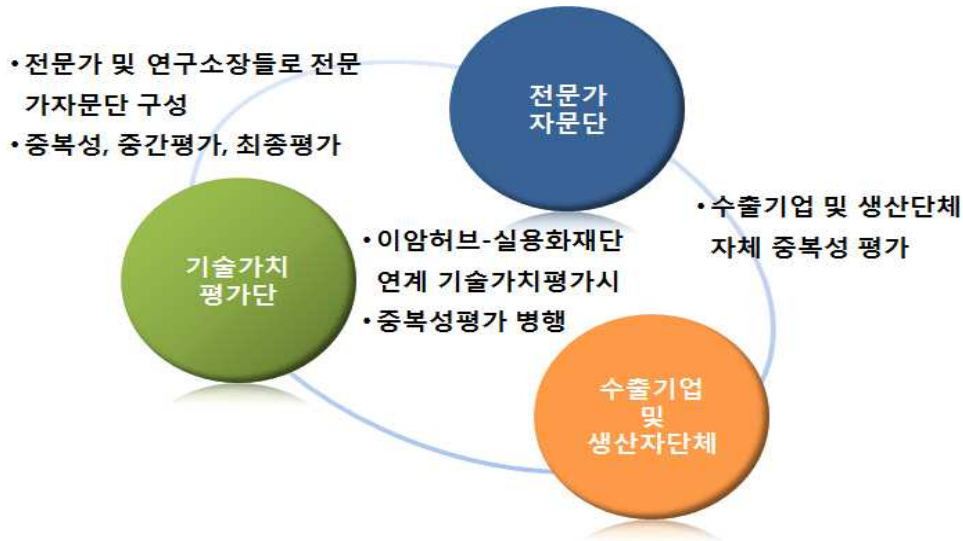 • 전문가 및 연구소장들로 전문
가자문단 구성
• 중복성, 중간평가, 최종평가
전문가
자문단
• 수출기업 및 생산단체
자체 중복성 평가
기술가치
평가단
• 이암허브-실용화재단
연계 기술가치평가시
• 중복성평가 병행
수출기업
및
생산자단체